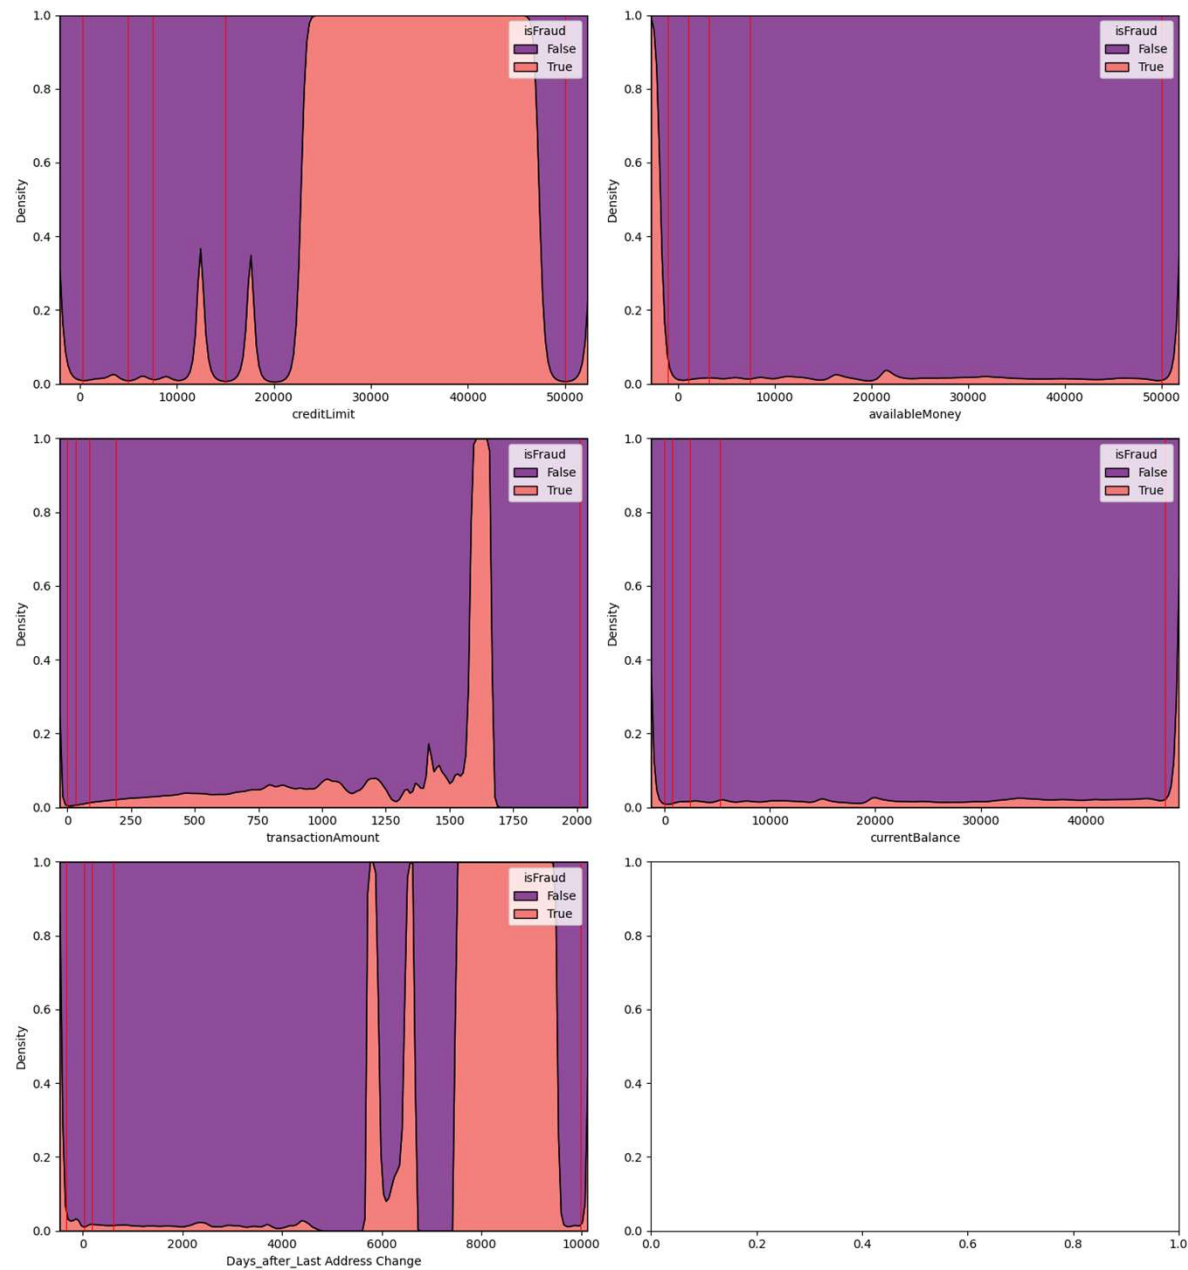 1.0
0.8
0.6
0.4
0.2
0.0
Density
isFraud
False
True
0 10000 20000 30000 40000 50000
creditLimit
1.0
0.8
0.6
0.4
0.2
0.0
Density
isFraud
False
True
0 10000 20000 30000 40000 50000
availableMoney
1.0
0.8
0.6
0.4
0.2
0.0
Density
isFraud
False
True
0 250 500 750 1000 1250 1500 1750 2000
transactionAmount
1.0
0.8
0.6
0.4
0.2
0.0
Density
isFraud
False
True
0 10000 20000 30000 40000
currentBalance
1.0
0.8
0.6
0.4
0.2
0.0
Density
isFraud
False
True
0 2000 4000 6000 8000 10000
Days_after_Last Address Change
1.0
0.8
0.6
0.4
0.2
0.0
0.0 0.2 0.4 0.6 0.8 1.0